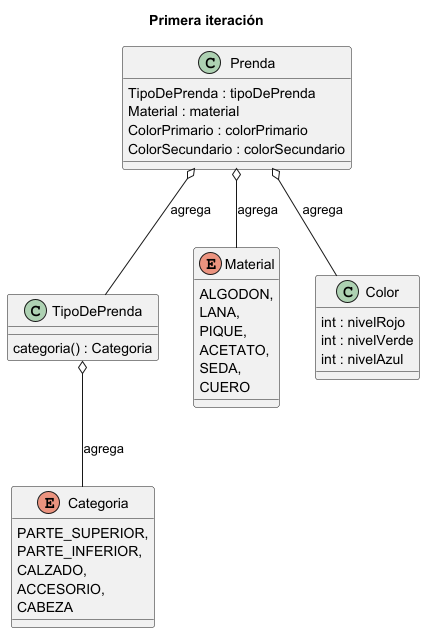 Primera iteración
C Prenda
TipoDePrenda : tipoDePrenda
Material : material
ColorPrimario : colorPrimario
ColorSecundario : colorSecundario
agrega
agrega
agrega
E Material
ALGODON,
LANA,
PIQUE,
ACETATO,
SEDA,
CUERO
C Color
int : nivelRojo
int : nivelVerde
int : nivelAzul
C TipoDePrenda
categoria() : Categoria
agrega
E Categoria
PARTE_SUPERIOR,
PARTE_INFERIOR,
CALZADO,
ACCESORIO,
CABEZA